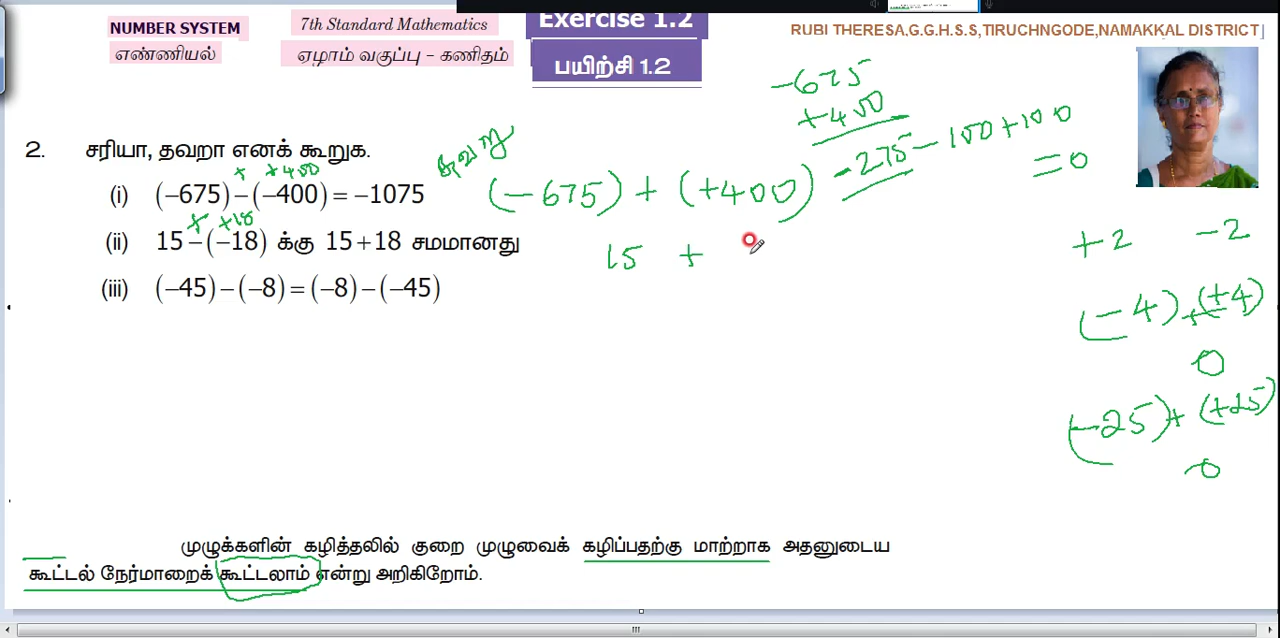 NUMBER SYSTEM
எண்ணியல்
7th Standard Mathematics
ஏழாம் வகுப்பு - கணிதம்
Exercise 1.2
பயிற்சி 1.2
RUBI THERESA,G.G.H.S.S,TIRUCHNGODE,NAMAKKAL DISTRICT
-675
+400
-275
-100+100
=0
2. சரியா, தவறா எனக் கூறுக.
+ +400
(i) (−675)−(−400)=−1075 தவறு (-675) + (+400)
+ +18
(ii) 15−(−18) க்கு 15+18 சமமானது 15 +
(iii) (−45)−(−8)=(−8)−(−45)
+2 -2
(-4)+(+4)
0
(-25)+(+25)
0
முழுக்களின் கழித்தலில் குறை முழுவைக் கழிப்பதற்கு மாற்றாக அதனுடைய
கூட்டல் நேர்மாறைக் கூட்டலாம் என்று அறிகிறோம்.